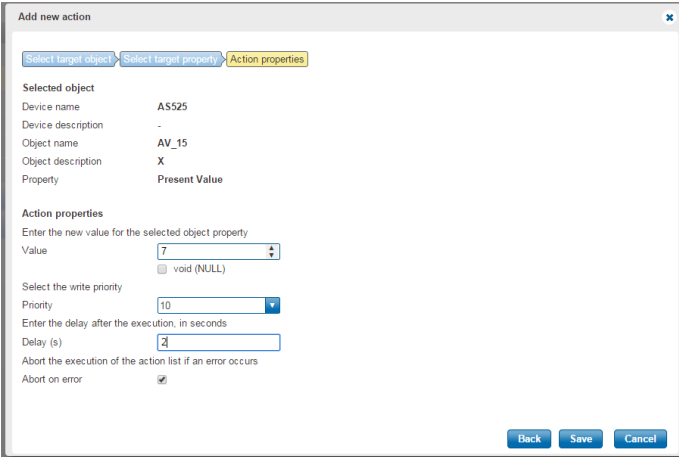 Add new action
Select target object Select target property Action properties
Selected object
Device name AS525
Device description -
Object name AV_15
Object description X
Property Present Value
Action properties
Enter the new value for the selected object property
Value 7
void (NULL)
Select the write priority
Priority 10
Enter the delay after the execution, in seconds
Delay (s) 2
Abort the execution of the action list if an error occurs
Abort on error
Back Save Cancel